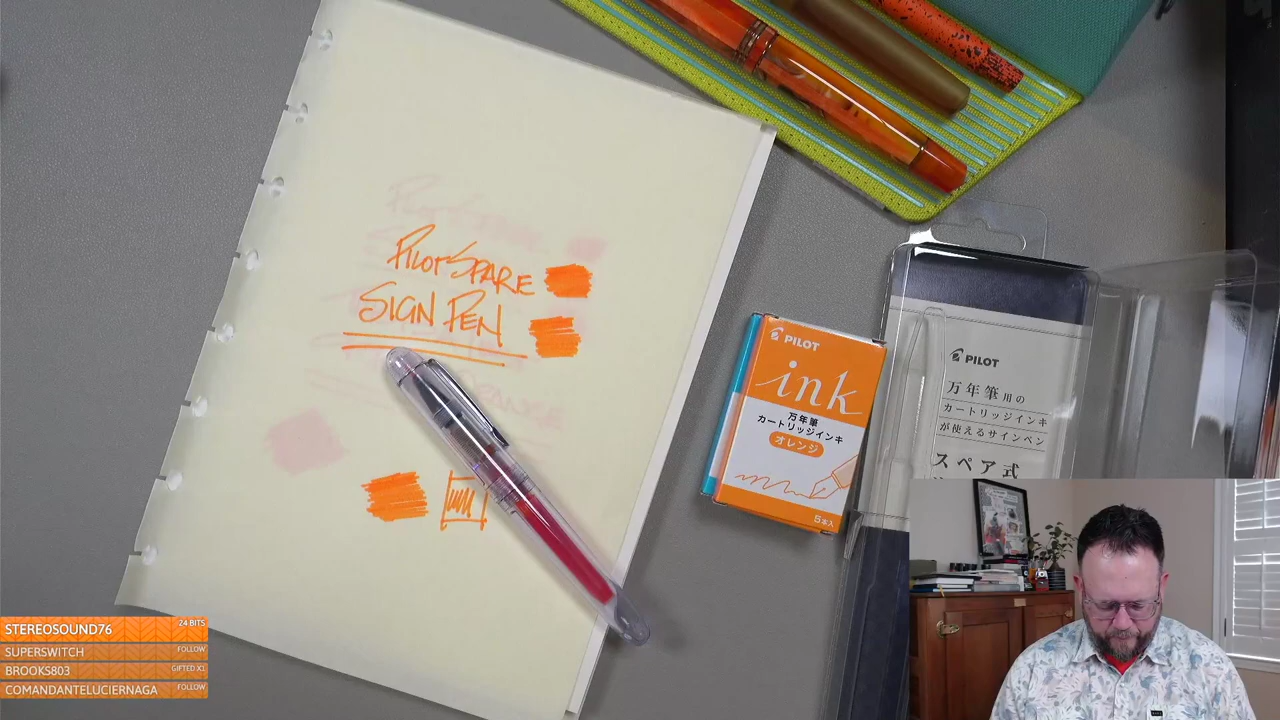 PILOT SPARE
SIGN PEN
PILOT
ink
万年筆
カートリッジインキ
オレンジ
5本入
PILOT
万年筆用の
カートリッジインキ
が使えるサインペン
スペア式
STEREOSOUND76 24 BITS
SUPERSWITCH FOLLOW
BROOKS803 GIFTED X1
COMANDANTELUCIERNAGA FOLLOW